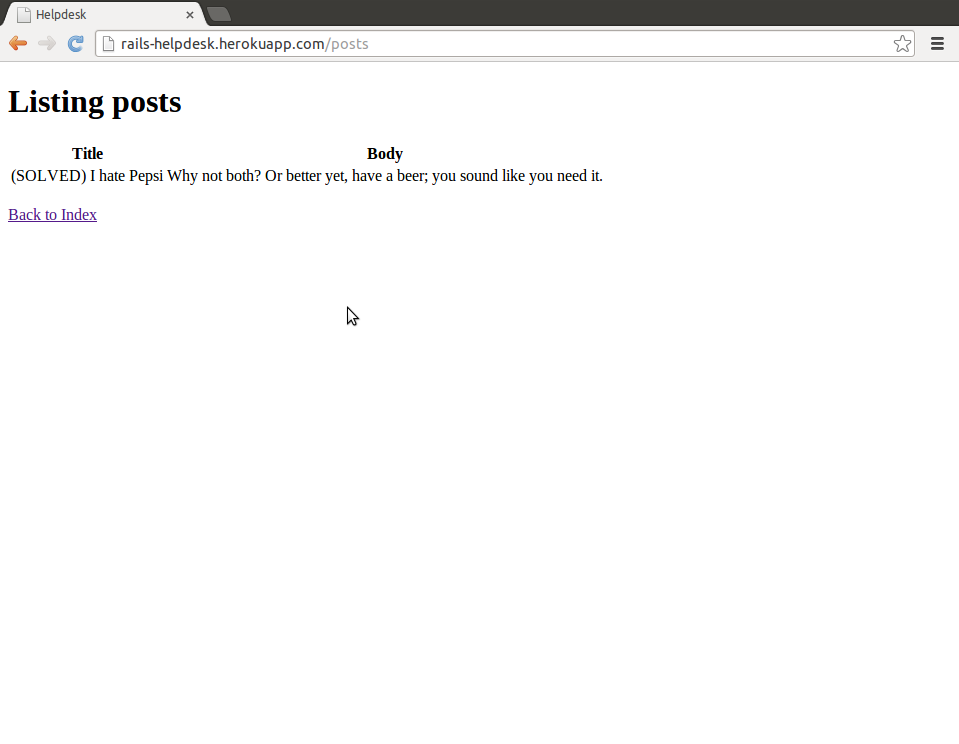 Helpdesk
rails-helpdesk.herokuapp.com/posts
Listing posts
Title Body
(SOLVED) I hate Pepsi Why not both? Or better yet, have a beer; you sound like you need it.
Back to Index